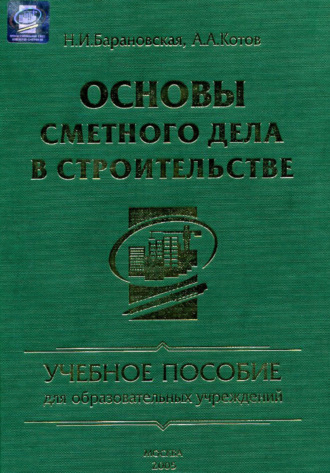 Н.И.Барановская, А.А.Котов
ОСНОВЫ
СМЕТНОГО ДЕЛА
В СТРОИТЕЛЬСТВЕ
УЧЕБНОЕ ПОСОБИЕ
для образовательных учреждений
МОСКВА